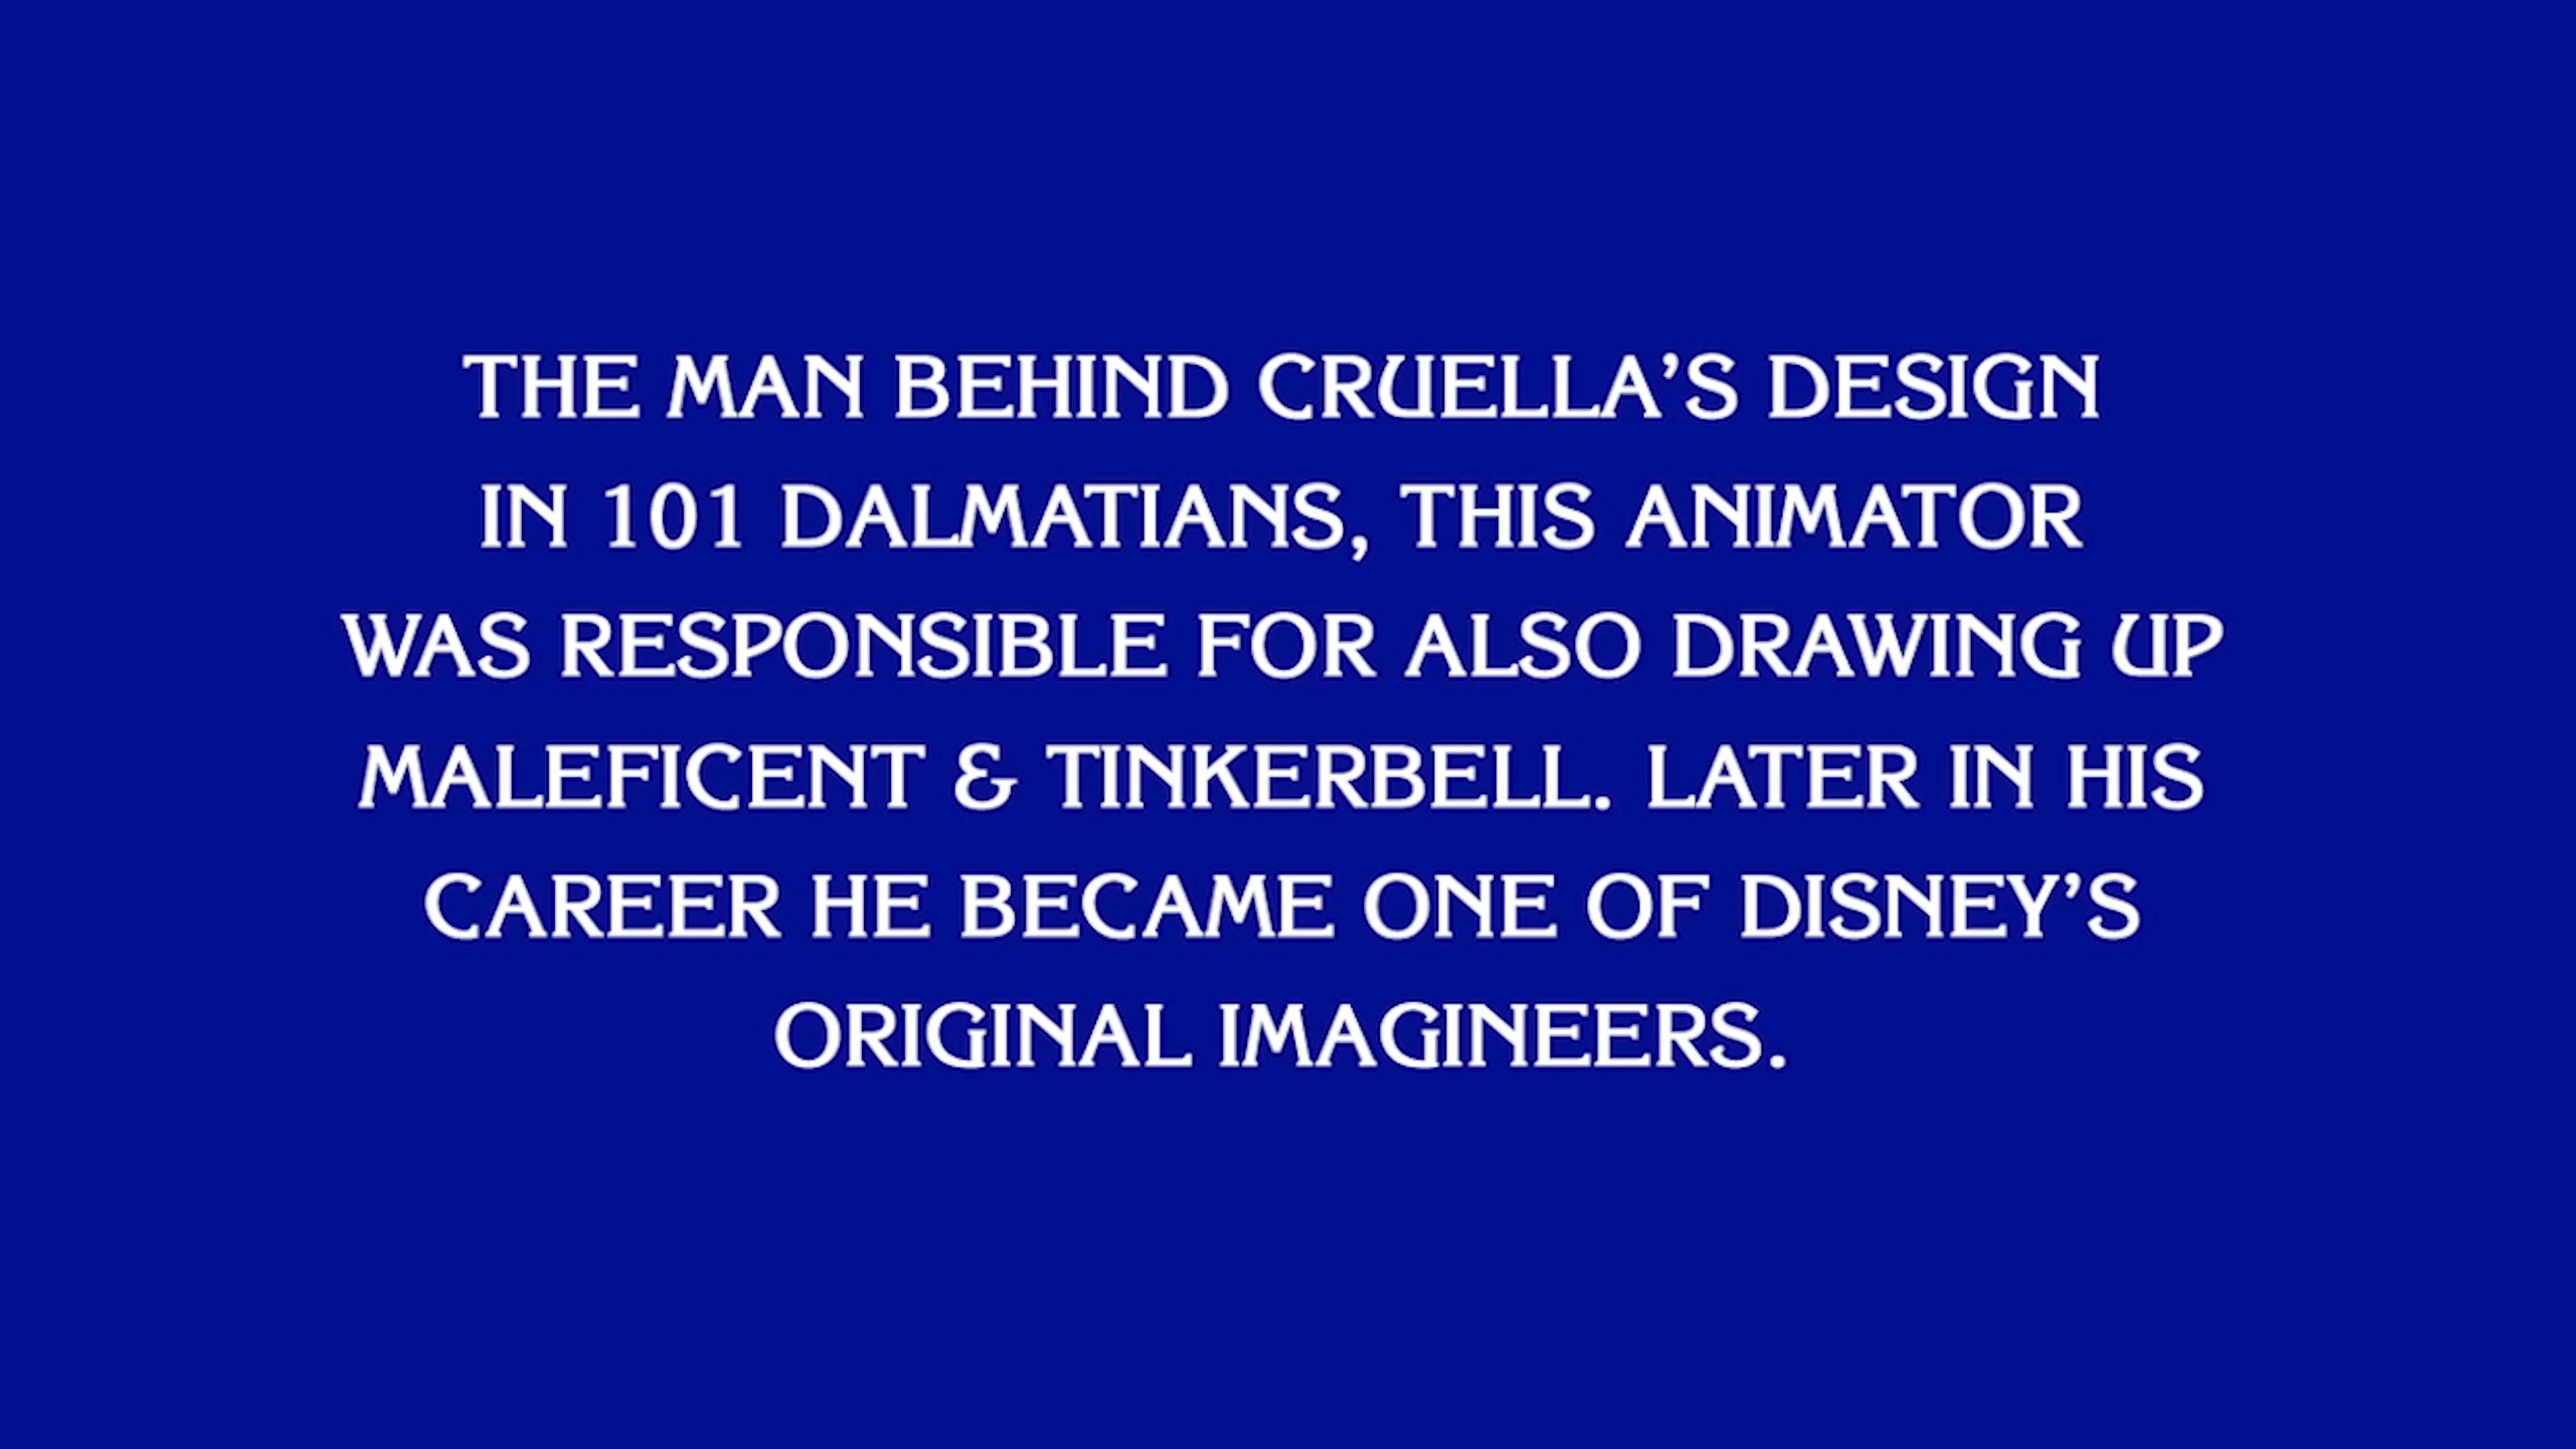 THE MAN BEHIND CRUELLA’S DESIGN
IN 101 DALMATIANS, THIS ANIMATOR
WAS RESPONSIBLE FOR ALSO DRAWING UP
MALEFICENT & TINKERBELL. LATER IN HIS
CAREER HE BECAME ONE OF DISNEY’S
ORIGINAL IMAGINEERS.